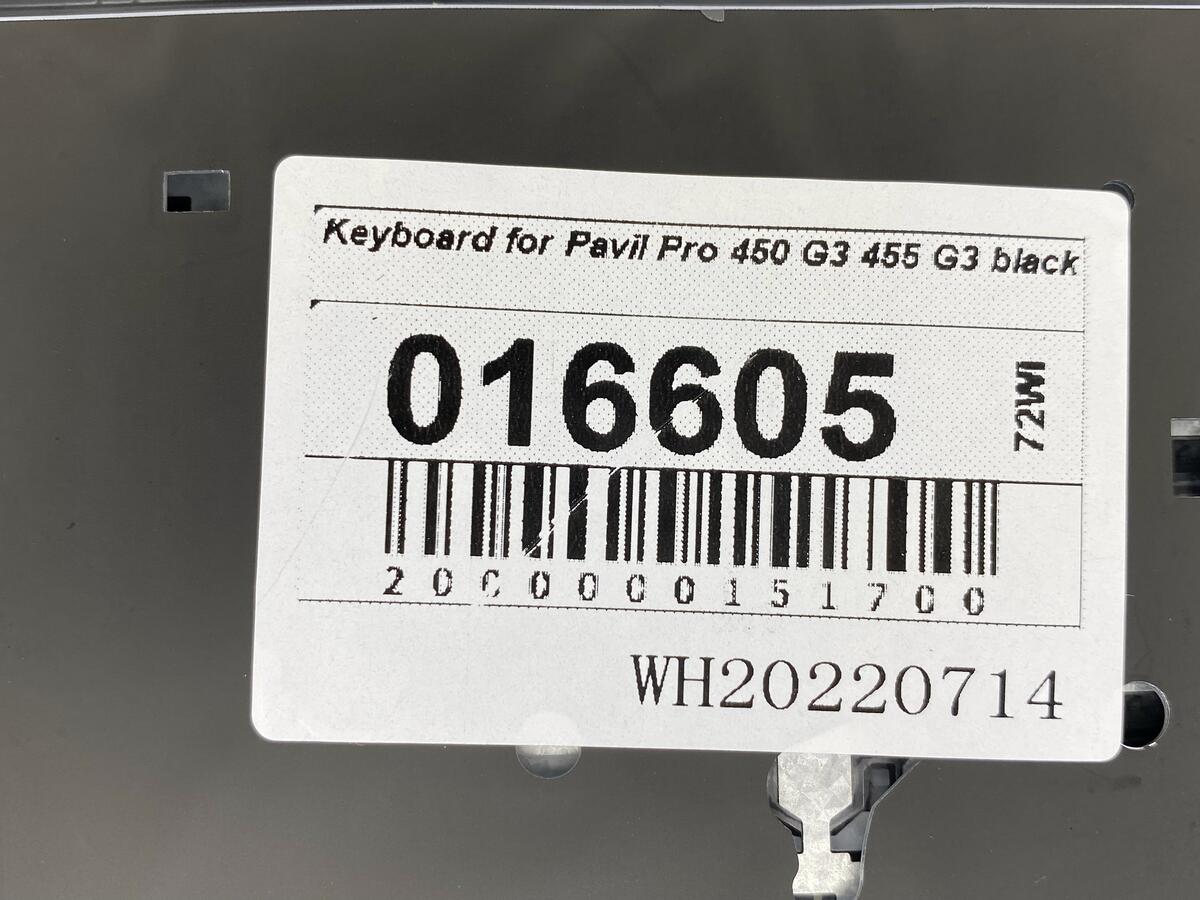 Keyboard for Pavil Pro 450 G3 455 G3 black
016605
72WI
2000000151700
WH20220714